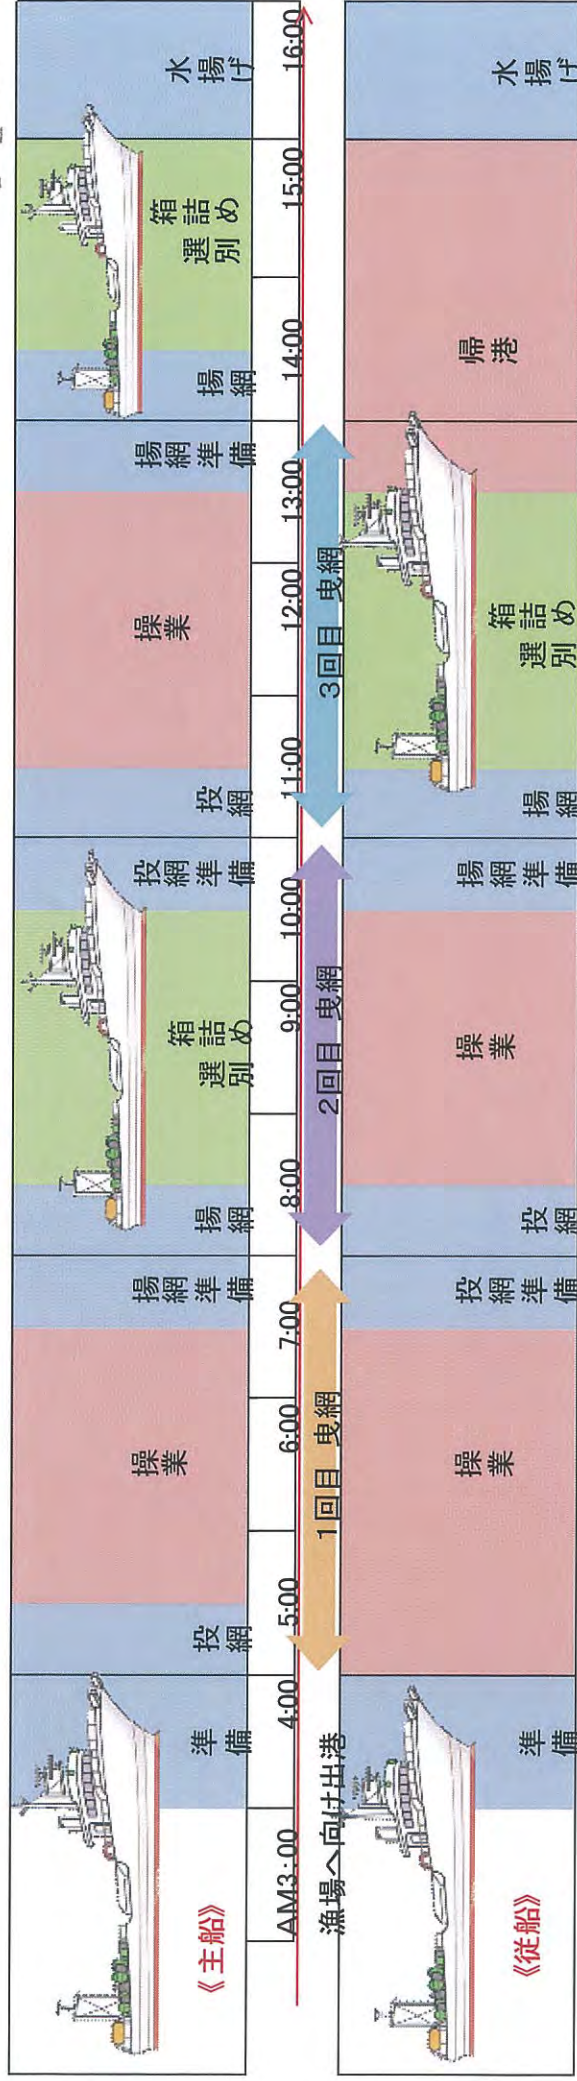 《主船》
準備
投網
操業
揚網準備
揚網
選別
箱詰め
投網準備
投網
操業
揚網準備
揚網
選別
箱詰め
水揚げ
AM3:00
4:00
5:00
6:00
7:00
8:00
9:00
10:00
11:00
12:00
13:00
14:00
15:00
16:00
漁場へ向け出港
1回目 曳網
2回目 曳網
3回目 曳網
《従船》
準備
操業
投網準備
投網
操業
揚網準備
揚網
選別
箱詰め
帰港
水揚げ